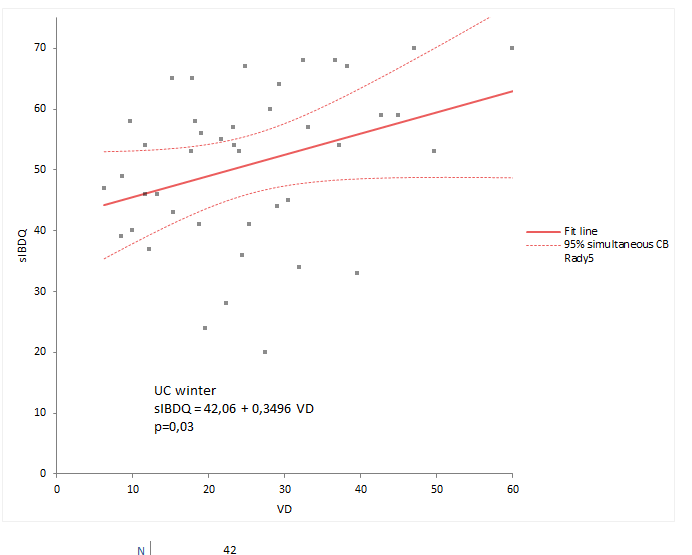 70
60
50
40
30
20
10
0
sIBDQ
Fit line
95% simultaneous CB
Rady5
UC winter
sIBDQ = 42,06 + 0,3496 VD
p=0,03
0 10 20 30 40 50 60
VD
N 42